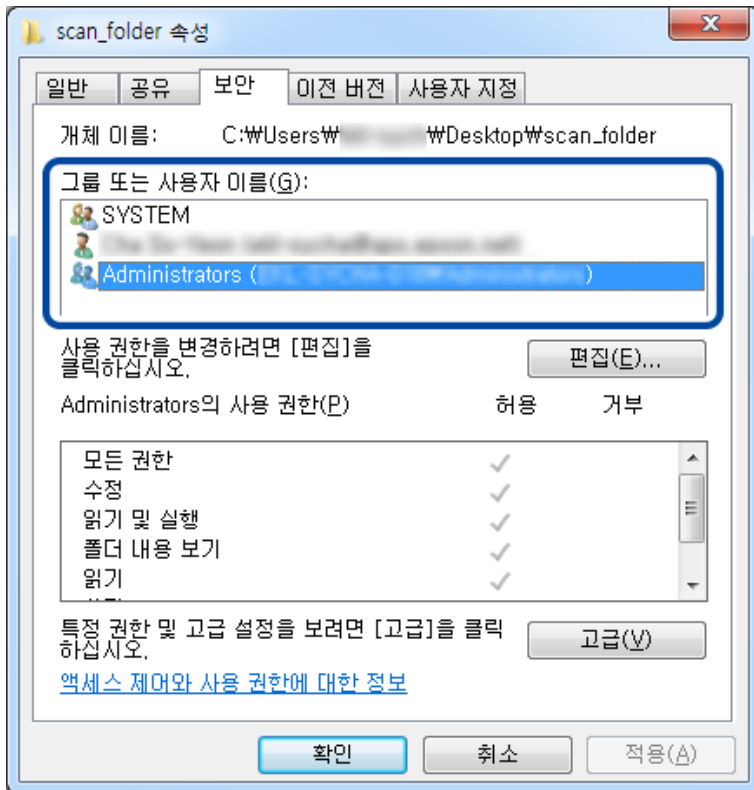 scan_folder 속성
일반 공유 보안 이전 버전 사용자 지정
개체 이름: C:₩Users₩ ₩Desktop₩scan_folder
그룹 또는 사용자 이름(G):
SYSTEM
Administrators ( )
사용 권한을 변경하려면 [편집]을
클릭하십시오.
편집(E)...
Administrators의 사용 권한(P) 허용 거부
모든 권한
수정
읽기 및 실행
폴더 내용 보기
읽기
특정 권한 및 고급 설정을 보려면 [고급]을 클릭
하십시오.
고급(V)
액세스 제어와 사용 권한에 대한 정보
확인 취소 적용(A)